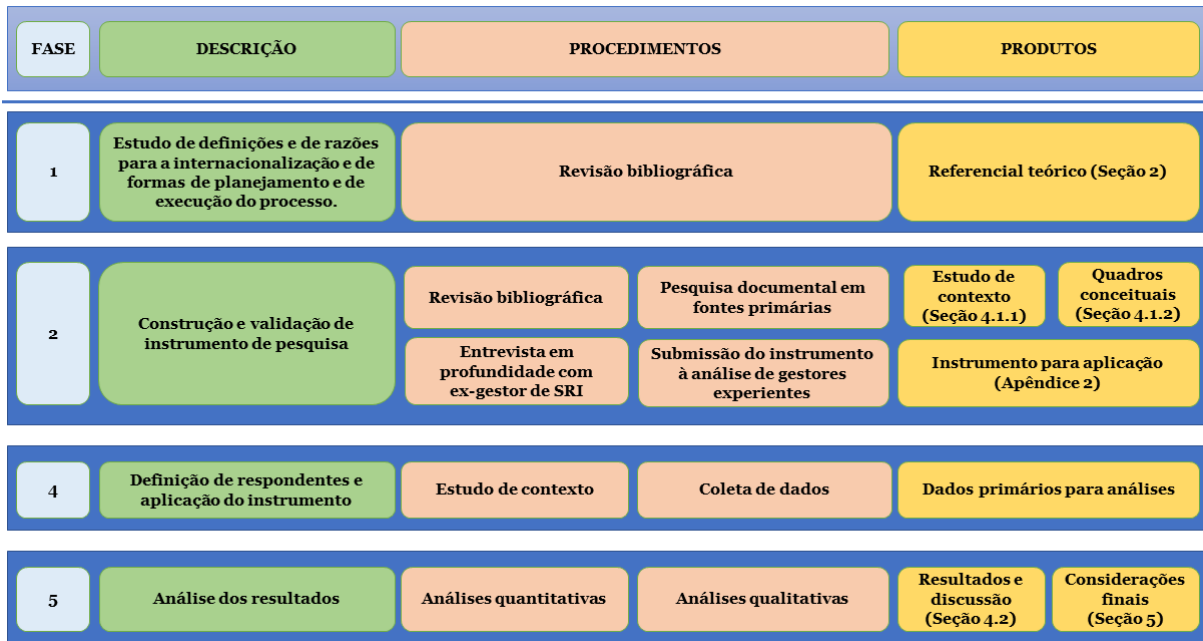 FASE
DESCRIÇÃO
PROCEDIMENTOS
PRODUTOS
1
Estudo de definições e de razões
para a internacionalização e de
formas de planejamento e de
execução do processo.
Revisão bibliográfica
Referencial teórico (Seção 2)
2
Construção e validação de
instrumento de pesquisa
Revisão bibliográfica
Pesquisa documental em
fontes primárias
Entrevista em
profundidade com
ex-gestor de SRI
Submissão do instrumento
à análise de gestores
experientes
Estudo de
contexto
(Seção 4.1.1)
Quadros
conceituais
(Seção 4.1.2)
Instrumento para aplicação
(Apêndice 2)
4
Definição de respondentes e
aplicação do instrumento
Estudo de contexto
Coleta de dados
Dados primários para análises
5
Análise dos resultados
Análises quantitativas
Análises qualitativas
Resultados e
discussão
(Seção 4.2)
Considerações
finais
(Seção 5)